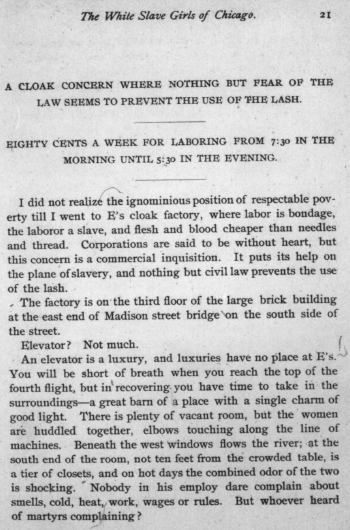 The White Slave Girls of Chicago. 21
A CLOAK CONCERN WHERE NOTHING BUT FEAR OF THE
LAW SEEMS TO PREVENT THE USE OF THE LASH.
EIGHTY CENTS A WEEK FOR LABORING FROM 7:30 IN THE
MORNING UNTIL 5:30 IN THE EVENING.
I did not realize the ignominious position of respectable pov-
erty till I went to E's cloak factory, where labor is bondage,
the laboror a slave, and flesh and blood cheaper than needles
and thread. Corporations are said to be without heart, but
this concern is a commercial inquisition. It puts its help on
the plane of slavery, and nothing but civil law prevents the use
of the lash.
The factory is on the third floor of the large brick building
at the east end of Madison street bridge on the south side of
the street.
Elevator? Not much.
An elevator is a luxury, and luxuries have no place at E's.
You will be short of breath when you reach the top of the
fourth flight, but in recovering you have time to take in the
surroundings—a great barn of a place with a single charm of
good light. There is plenty of vacant room, but the women
are huddled together, elbows touching along the line of
machines. Beneath the west windows flows the river; at the
south end of the room, not ten feet from the crowded table, is
a tier of closets, and on hot days the combined odor of the two
is shocking. Nobody in his employ dare complain about
smells, cold, heat, work, wages or rules. But whoever heard
of martyrs complaining?